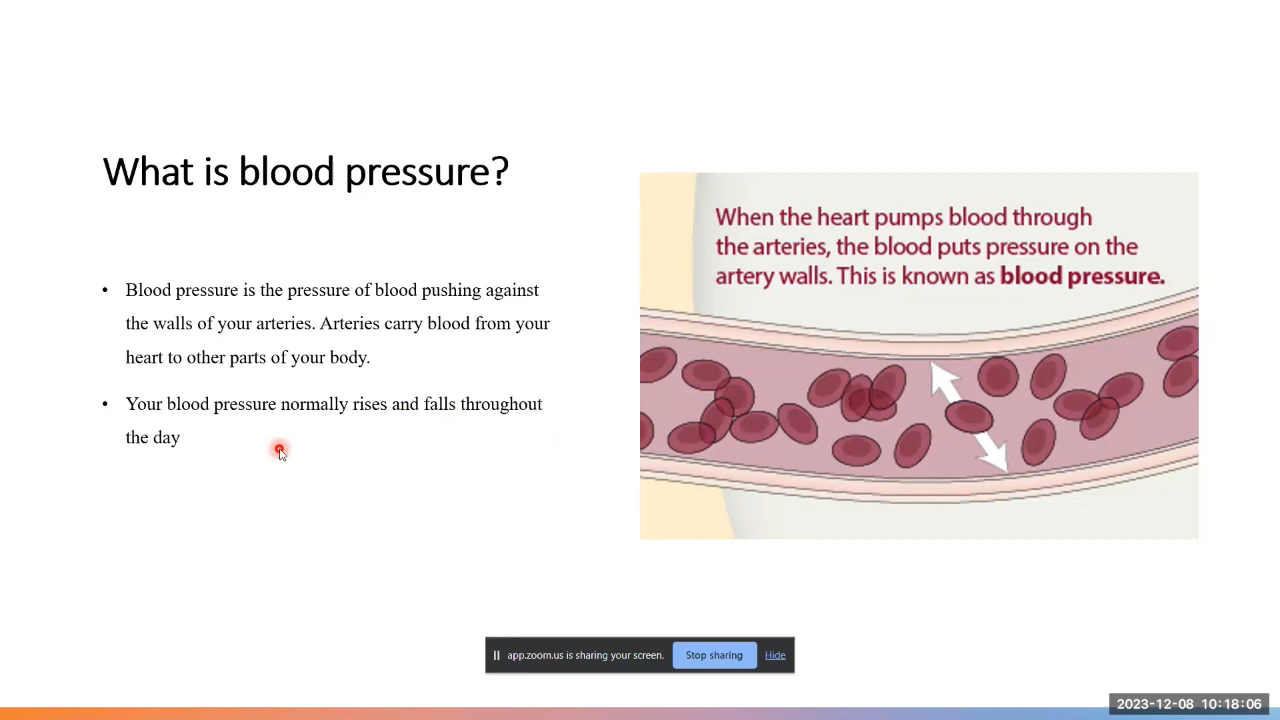 What is blood pressure?
• Blood pressure is the pressure of blood pushing against
the walls of your arteries. Arteries carry blood from your
heart to other parts of your body.
• Your blood pressure normally rises and falls throughout
the day
When the heart pumps blood through
the arteries, the blood puts pressure on the
artery walls. This is known as blood pressure.
app.zoom.us is sharing your screen. Stop sharing Hide
2023-12-08 10:18:06